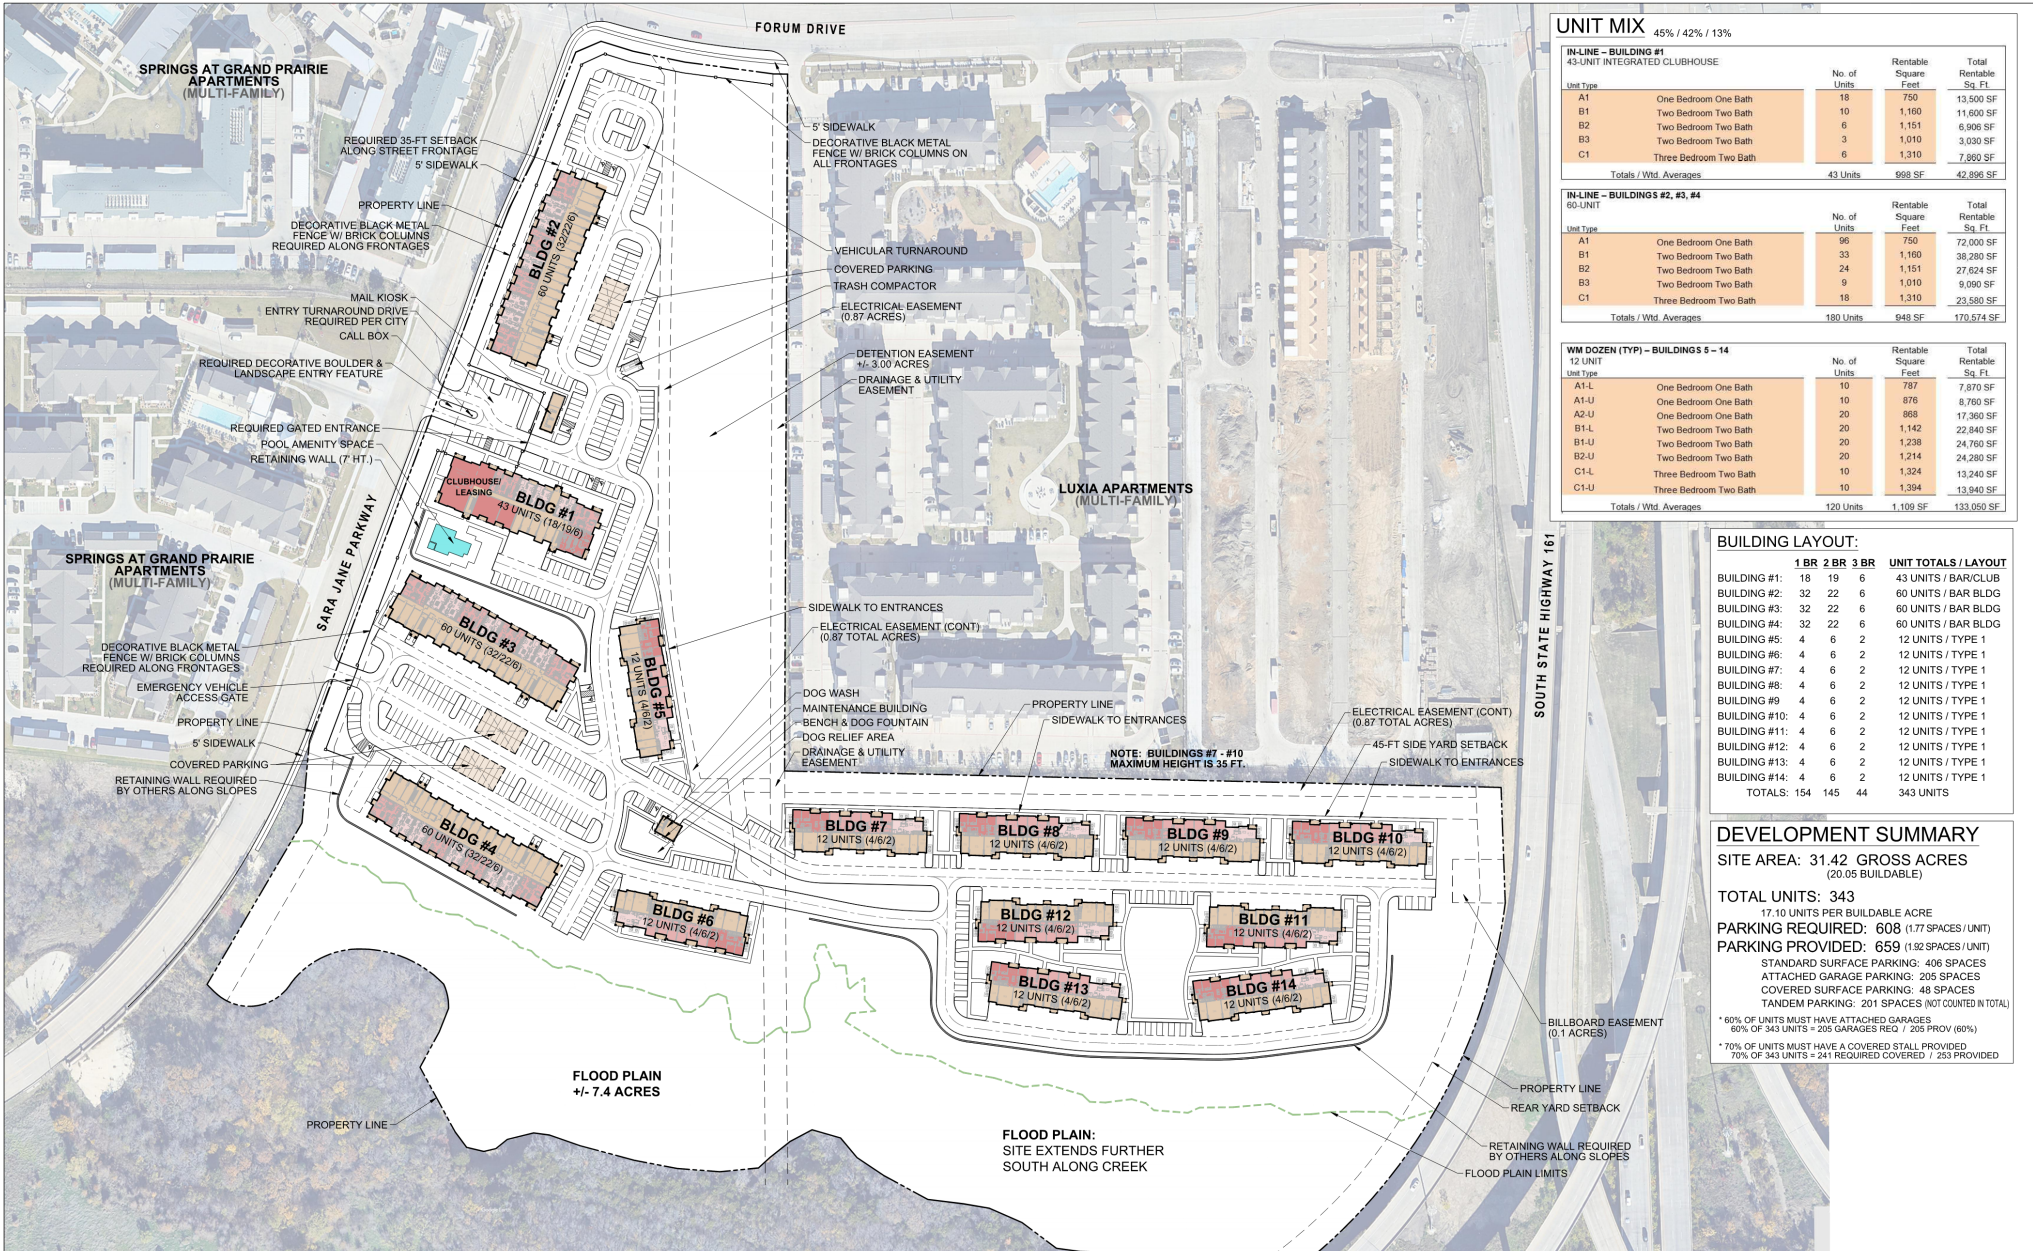 FORUM DRIVE
SPRINGS AT GRAND PRAIRIE
APARTMENTS
(MULTI-FAMILY)
REQUIRED 35-FT SETBACK
ALONG STREET FRONTAGE
5' SIDEWALK
PROPERTY LINE
DECORATIVE BLACK METAL
FENCE W/ BRICK COLUMNS
REQUIRED ALONG FRONTAGES
MAIL KIOSK
ENTRY TURNAROUND DRIVE
REQUIRED PER CITY
CALL BOX
REQUIRED DECORATIVE BOULDER &
LANDSCAPE ENTRY FEATURE
REQUIRED GATED ENTRANCE
POOL AMENITY SPACE
RETAINING WALL (7' HT.)
SARA JANE PARKWAY
SPRINGS AT GRAND PRAIRIE
APARTMENTS
(MULTI-FAMILY)
DECORATIVE BLACK METAL
FENCE W/ BRICK COLUMNS
REQUIRED ALONG FRONTAGES
EMERGENCY VEHICLE
ACCESS GATE
PROPERTY LINE
5' SIDEWALK
COVERED PARKING
RETAINING WALL REQUIRED
BY OTHERS ALONG SLOPES
PROPERTY LINE
5' SIDEWALK
DECORATIVE BLACK METAL
FENCE W/ BRICK COLUMNS ON
ALL FRONTAGES
VEHICULAR TURNAROUND
COVERED PARKING
TRASH COMPACTOR
ELECTRICAL EASEMENT
(0.87 ACRES)
DETENTION EASEMENT
+/- 3.00 ACRES
DRAINAGE & UTILITY
EASEMENT
LUXIA APARTMENTS
(MULTI-FAMILY)
SIDEWALK TO ENTRANCES
ELECTRICAL EASEMENT (CONT)
(0.87 TOTAL ACRES)
DOG WASH
MAINTENANCE BUILDING
BENCH & DOG FOUNTAIN
DOG RELIEF AREA
DRAINAGE & UTILITY
EASEMENT
PROPERTY LINE
SIDEWALK TO ENTRANCES
NOTE: BUILDINGS #7 - #10
MAXIMUM HEIGHT IS 35 FT.
ELECTRICAL EASEMENT (CONT)
(0.87 TOTAL ACRES)
45-FT SIDE YARD SETBACK
SIDEWALK TO ENTRANCES
SOUTH STATE HIGHWAY 161
BLDG #2
60 UNITS (32/22/6)
CLUBHOUSE/
LEASING
BLDG #1
43 UNITS (18/19/6)
BLDG #3
60 UNITS (32/22/6)
BLDG #5
12 UNITS (4/6/2)
BLDG #4
60 UNITS (32/22/6)
BLDG #6
12 UNITS (4/6/2)
BLDG #7
12 UNITS (4/6/2)
BLDG #8
12 UNITS (4/6/2)
BLDG #9
12 UNITS (4/6/2)
BLDG #10
12 UNITS (4/6/2)
BLDG #12
12 UNITS (4/6/2)
BLDG #11
12 UNITS (4/6/2)
BLDG #13
12 UNITS (4/6/2)
BLDG #14
12 UNITS (4/6/2)
FLOOD PLAIN
+/- 7.4 ACRES
FLOOD PLAIN:
SITE EXTENDS FURTHER
SOUTH ALONG CREEK
BILLBOARD EASEMENT
(0.1 ACRES)
PROPERTY LINE
REAR YARD SETBACK
RETAINING WALL REQUIRED
BY OTHERS ALONG SLOPES
FLOOD PLAIN LIMITS
UNIT MIX 45% / 42% / 13%
IN-LINE – BUILDING #1
43-UNIT INTEGRATED CLUBHOUSE
Unit Type No. of Units Rentable Square Feet Total Rentable Sq. Ft.
A1 One Bedroom One Bath 18 750 13,500 SF
B1 Two Bedroom Two Bath 10 1,160 11,600 SF
B2 Two Bedroom Two Bath 6 1,151 6,906 SF
B3 Two Bedroom Two Bath 3 1,010 3,030 SF
C1 Three Bedroom Two Bath 6 1,310 7,860 SF
Totals / Wtd. Averages 43 Units 998 SF 42,896 SF
IN-LINE – BUILDINGS #2, #3, #4
60-UNIT
Unit Type No. of Units Rentable Square Feet Total Rentable Sq. Ft.
A1 One Bedroom One Bath 96 750 72,000 SF
B1 Two Bedroom Two Bath 33 1,160 38,280 SF
B2 Two Bedroom Two Bath 24 1,151 27,624 SF
B3 Two Bedroom Two Bath 9 1,010 9,090 SF
C1 Three Bedroom Two Bath 18 1,310 23,580 SF
Totals / Wtd. Averages 180 Units 948 SF 170,574 SF
WM DOZEN (TYP) – BUILDINGS 5 – 14
12 UNIT
Unit Type No. of Units Rentable Square Feet Total Rentable Sq. Ft.
A1-L One Bedroom One Bath 10 787 7,870 SF
A1-U One Bedroom One Bath 10 876 8,760 SF
A2-U One Bedroom One Bath 20 868 17,360 SF
B1-L Two Bedroom Two Bath 20 1,142 22,840 SF
B1-U Two Bedroom Two Bath 20 1,238 24,760 SF
B2-U Two Bedroom Two Bath 20 1,214 24,280 SF
C1-L Three Bedroom Two Bath 10 1,324 13,240 SF
C1-U Three Bedroom Two Bath 10 1,394 13,940 SF
Totals / Wtd. Averages 120 Units 1,109 SF 133,050 SF
BUILDING LAYOUT:
1 BR 2 BR 3 BR UNIT TOTALS / LAYOUT
BUILDING #1: 18 19 6 43 UNITS / BAR/CLUB
BUILDING #2: 32 22 6 60 UNITS / BAR BLDG
BUILDING #3: 32 22 6 60 UNITS / BAR BLDG
BUILDING #4: 32 22 6 60 UNITS / BAR BLDG
BUILDING #5: 4 6 2 12 UNITS / TYPE 1
BUILDING #6: 4 6 2 12 UNITS / TYPE 1
BUILDING #7: 4 6 2 12 UNITS / TYPE 1
BUILDING #8: 4 6 2 12 UNITS / TYPE 1
BUILDING #9 4 6 2 12 UNITS / TYPE 1
BUILDING #10: 4 6 2 12 UNITS / TYPE 1
BUILDING #11: 4 6 2 12 UNITS / TYPE 1
BUILDING #12: 4 6 2 12 UNITS / TYPE 1
BUILDING #13: 4 6 2 12 UNITS / TYPE 1
BUILDING #14: 4 6 2 12 UNITS / TYPE 1
TOTALS: 154 145 44 343 UNITS
DEVELOPMENT SUMMARY
SITE AREA: 31.42 GROSS ACRES
(20.05 BUILDABLE)
TOTAL UNITS: 343
17.10 UNITS PER BUILDABLE ACRE
PARKING REQUIRED: 608 (1.77 SPACES / UNIT)
PARKING PROVIDED: 659 (1.92 SPACES / UNIT)
STANDARD SURFACE PARKING: 406 SPACES
ATTACHED GARAGE PARKING: 205 SPACES
COVERED SURFACE PARKING: 48 SPACES
TANDEM PARKING: 201 SPACES (NOT COUNTED IN TOTAL)
* 60% OF UNITS MUST HAVE ATTACHED GARAGES
60% OF 343 UNITS = 205 GARAGES REQ / 205 PROV (60%)
* 70% OF UNITS MUST HAVE A COVERED STALL PROVIDED
70% OF 343 UNITS = 241 REQUIRED COVERED / 253 PROVIDED